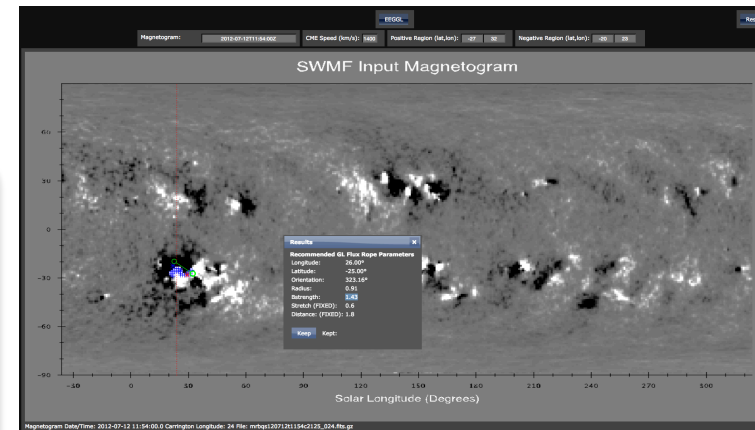 EEGGL
Res
Magnetogram: 2012-07-12T11:54:00Z CME Speed (km/s): 1400 Positive Region (lat,lon): -27 32 Negative Region (lat,lon): -20 23
SWMF Input Magnetogram
60
30
0
-30
-60
-90
Results x
Recommended GL Flux Rope Parameters
Longitude: 26.00°
Latitude: -25.00°
Orientation: 323.16°
Radius: 0.91
Bstrength: 1.43
Stretch (FIXED): 0.6
Distance: (FIXED): 1.8
Keep Kept:
-30 0 30 60 90 120 150 180 210 240 270 300
Solar Longitude (Degrees)
Magnetogram Date/Time: 2012-07-12 11:54:00.0 Carrington Longitude: 24 File: mrbqs120712t1154c2125_024.fits.gz